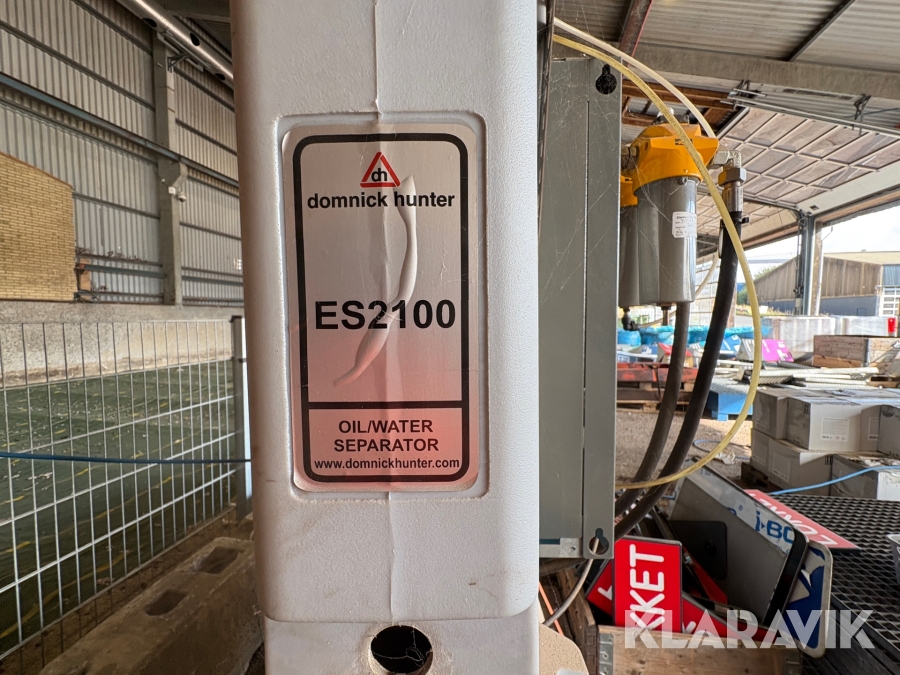 dh
domnick hunter
ES2100
OIL/WATER
SEPARATOR
www.domnickhunter.com
KET
KLARAVIK